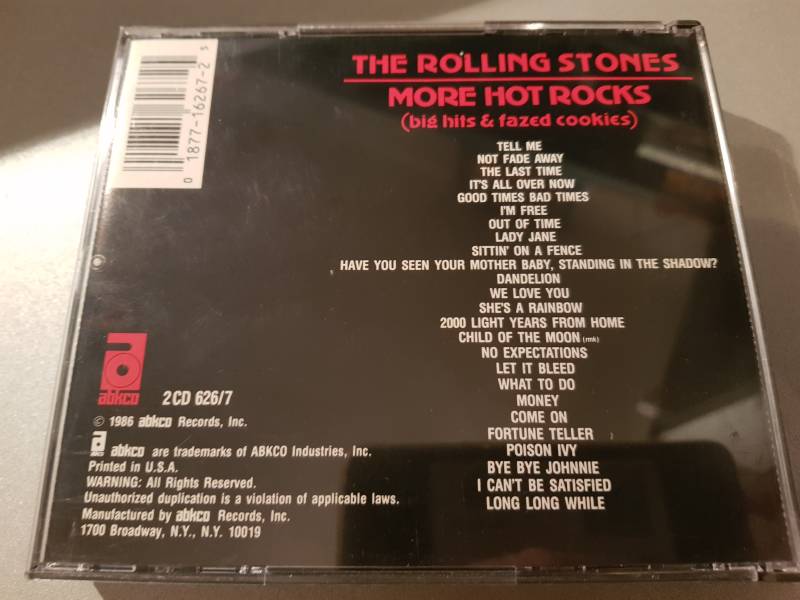 THE ROLLING STONES
MORE HOT ROCKS
(big hits & fazed cookies)
TELL ME
NOT FADE AWAY
THE LAST TIME
IT'S ALL OVER NOW
GOOD TIMES BAD TIMES
I'M FREE
OUT OF TIME
LADY JANE
SITTIN' ON A FENCE
HAVE YOU SEEN YOUR MOTHER BABY, STANDING IN THE SHADOW?
DANDELION
WE LOVE YOU
SHE'S A RAINBOW
2000 LIGHT YEARS FROM HOME
CHILD OF THE MOON (rmk)
NO EXPECTATIONS
LET IT BLEED
WHAT TO DO
MONEY
COME ON
FORTUNE TELLER
POISON IVY
BYE BYE JOHNNIE
I CAN'T BE SATISFIED
LONG LONG WHILE
0 1877-16267-2 5
abkco
2CD 626/7
© 1986 abkco Records, Inc.
abkco are trademarks of ABKCO Industries, Inc.
Printed in U.S.A.
WARNING: All Rights Reserved.
Unauthorized duplication is a violation of applicable laws.
Manufactured by abkco Records, Inc.
1700 Broadway, N.Y., N.Y. 10019